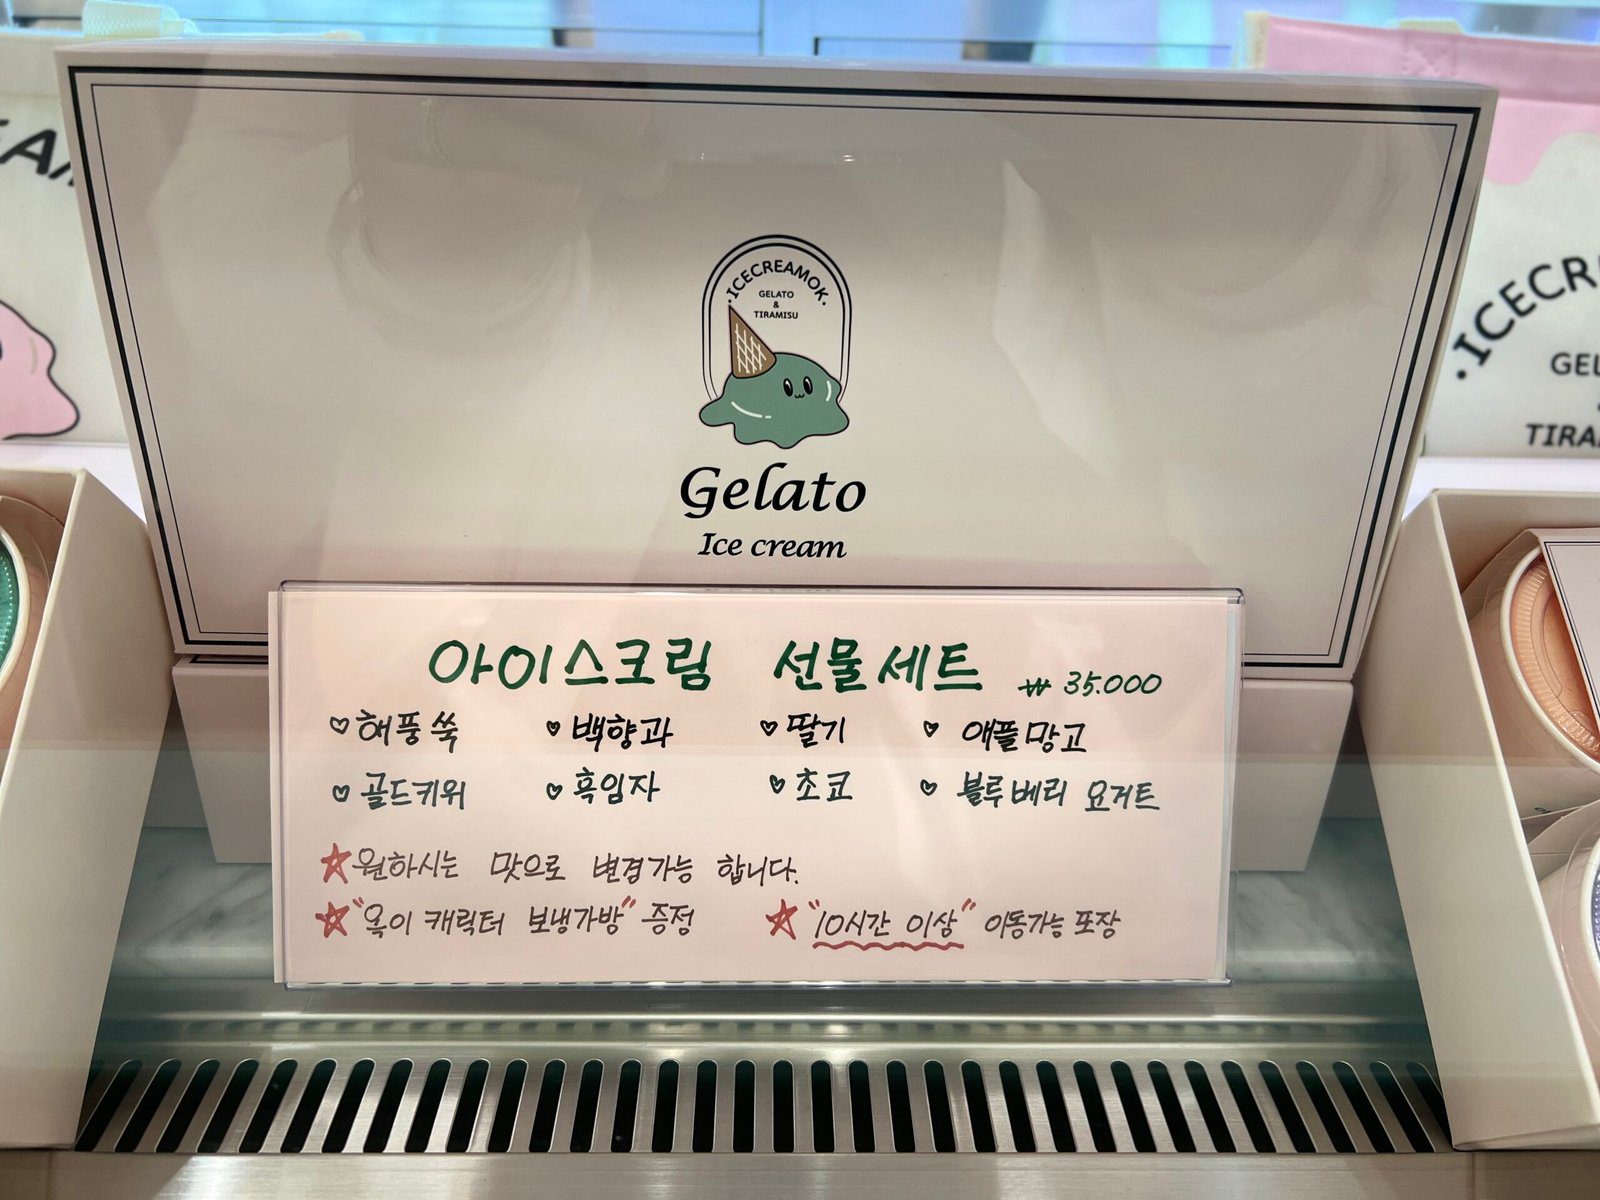 ·ICECREAMOK·
GELATO
&
TIRAMISU
Gelato
Ice cream
아이스크림 선물세트 ₩ 35.000
♡ 해풍쑥 ♡ 백향과 ♡ 딸기 ♡ 애플망고
♡ 골드키위 ♡ 흑임자 ♡ 초코 ♡ 블루베리 요거트
☆ 원하시는 맛으로 변경가능 합니다.
☆ "옥이 캐릭터 보냉가방" 증정 ☆ "10시간 이상" 이동가능 포장
·ICECR
GEL
TIRA